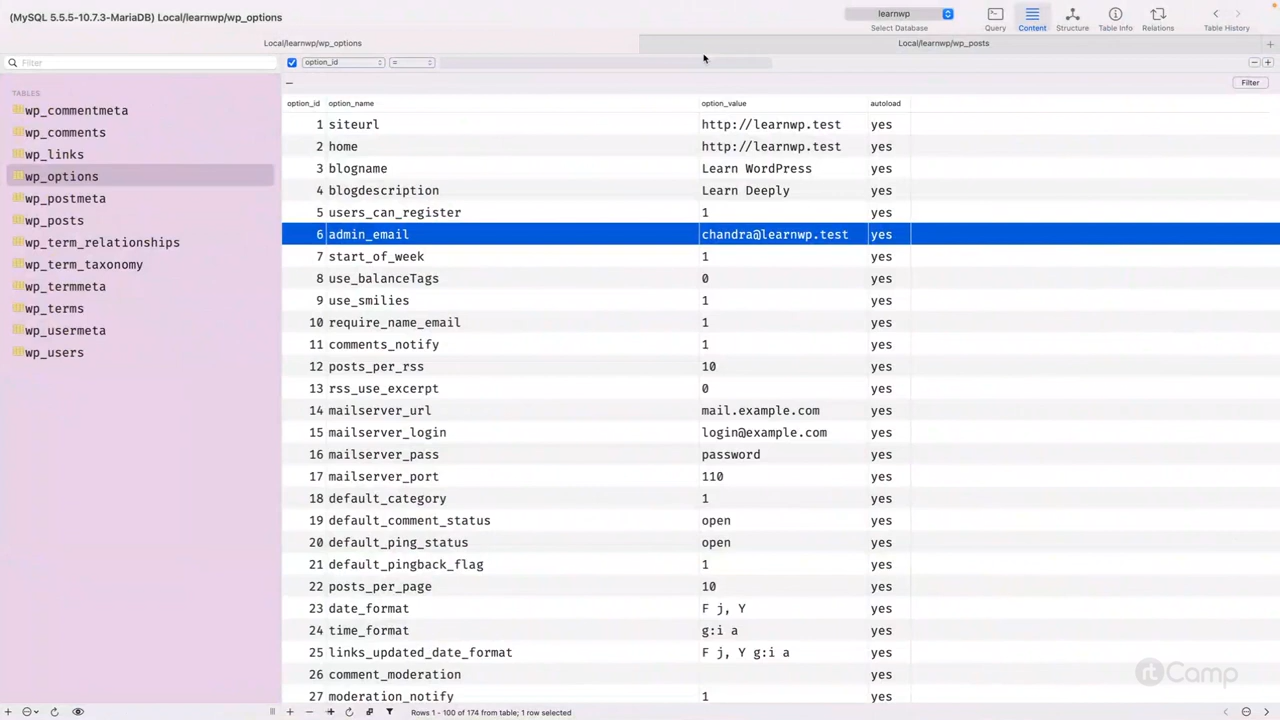 (MySQL 5.5.5-10.7.3-MariaDB) Local/learnwp/wp_options
learnwp
Select Database
Query
Content
Structure
Table Info
Relations
Table History
Local/learnwp/wp_options
Local/learnwp/wp_posts
Filter
option_id
=
Filter
TABLES
wp_commentmeta
wp_comments
wp_links
wp_options
wp_postmeta
wp_posts
wp_term_relationships
wp_term_taxonomy
wp_termmeta
wp_terms
wp_usermeta
wp_users
option_id option_name option_value autoload
1 siteurl http://learnwp.test yes
2 home http://learnwp.test yes
3 blogname Learn WordPress yes
4 blogdescription Learn Deeply yes
5 users_can_register 1 yes
6 admin_email chandra@learnwp.test yes
7 start_of_week 1 yes
8 use_balanceTags 0 yes
9 use_smilies 1 yes
10 require_name_email 1 yes
11 comments_notify 1 yes
12 posts_per_rss 10 yes
13 rss_use_excerpt 0 yes
14 mailserver_url mail.example.com yes
15 mailserver_login login@example.com yes
16 mailserver_pass password yes
17 mailserver_port 110 yes
18 default_category 1 yes
19 default_comment_status open yes
20 default_ping_status open yes
21 default_pingback_flag 1 yes
22 posts_per_page 10 yes
23 date_format F j, Y yes
24 time_format g:i a yes
25 links_updated_date_format F j, Y g:i a yes
26 comment_moderation yes
27 moderation_notify 1 yes
rtCamp
Rows 1 - 100 of 174 from table; 1 row selected